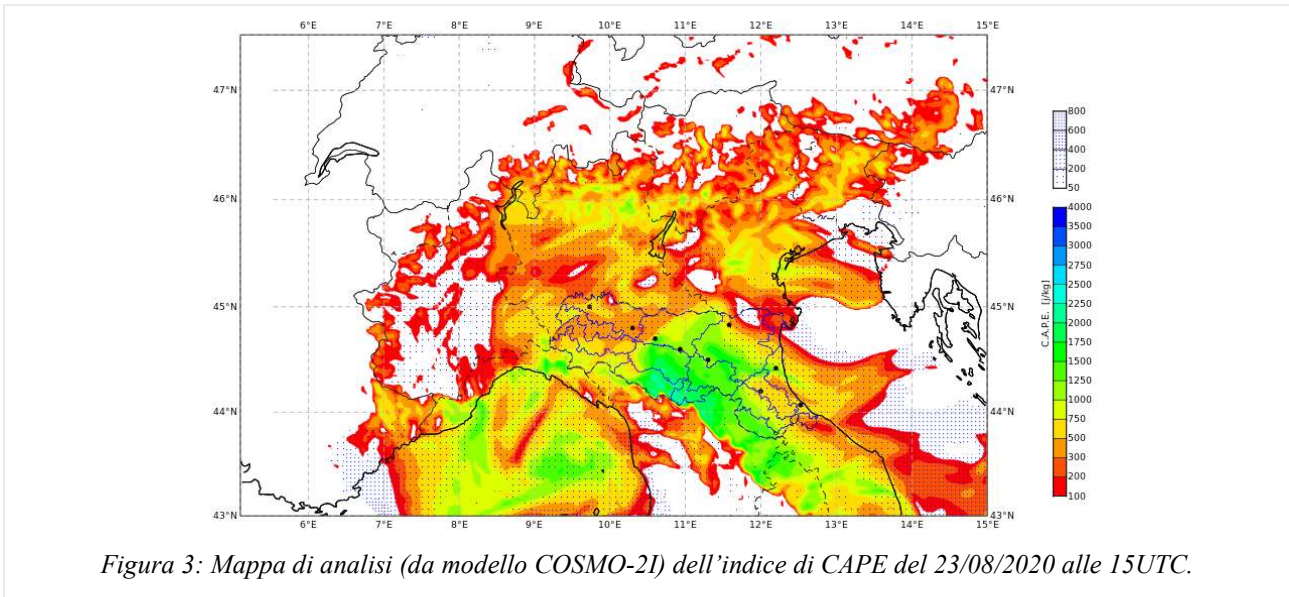 6°E 7°E 8°E 9°E 10°E 11°E 12°E 13°E 14°E 15°E
47°N 47°N
46°N 46°N
45°N 45°N
44°N 44°N
43°N 43°N
6°E 7°E 8°E 9°E 10°E 11°E 12°E 13°E 14°E 15°E
800
600
400
200
50
C.A.P.E. [j/kg]
4000
3500
3000
2750
2500
2250
2000
1750
1500
1250
1000
750
500
300
200
100
Figura 3: Mappa di analisi (da modello COSMO-2I) dell’indice di CAPE del 23/08/2020 alle 15UTC.